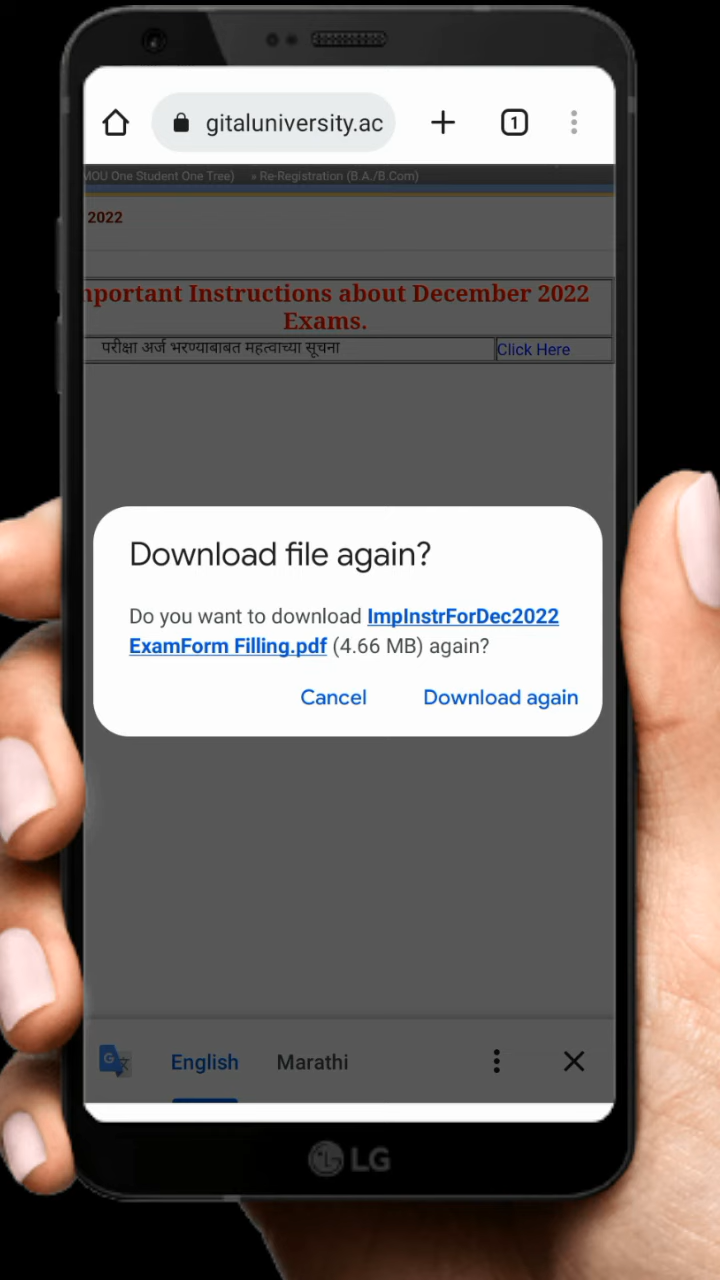 gitaluniversity.ac
1
MOU One Student One Tree) » Re-Registration (B.A./B.Com)
2022
mportant Instructions about December 2022
Exams.
परीक्षा अर्ज भरण्याबाबत महत्वाच्या सूचना Click Here
Download file again?
Do you want to download ImpInstrForDec2022
ExamForm Filling.pdf (4.66 MB) again?
Cancel Download again
G English Marathi
LG